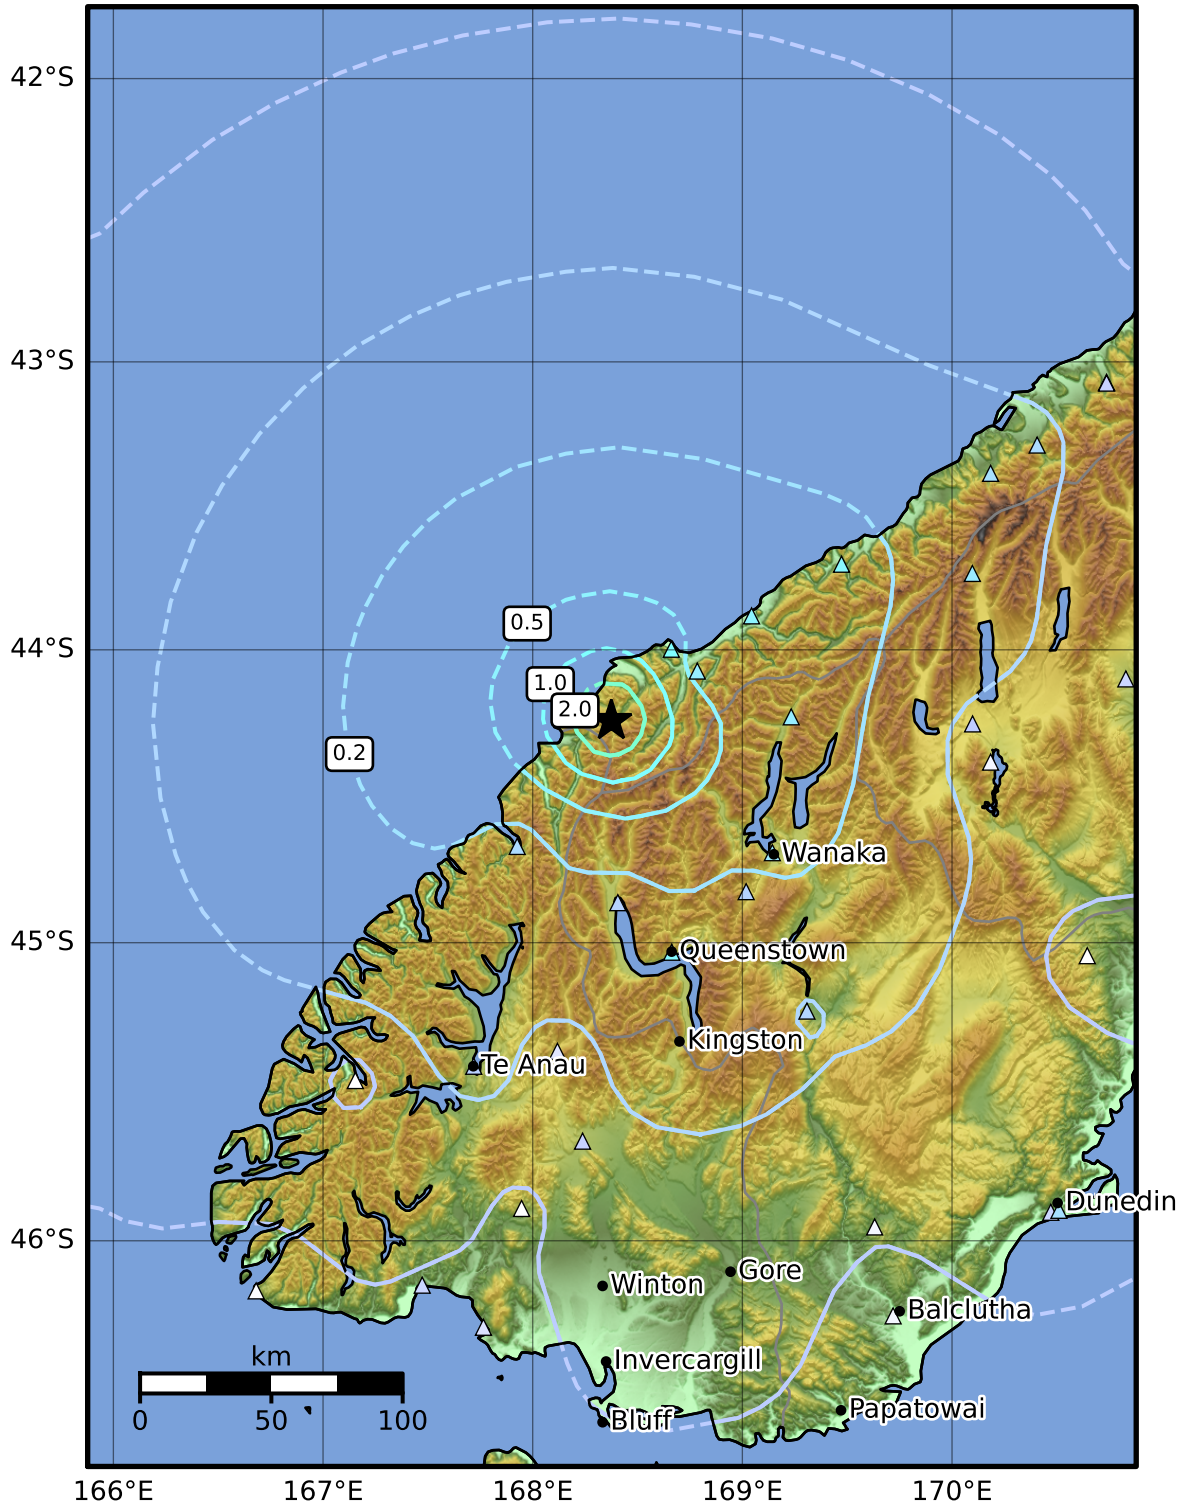 42°S
43°S
44°S
45°S
46°S
0.5
1.0
2.0
0.2
Wanaka
Queenstown
Kingston
Te Anau
Dunedin
Gore
Winton
Balclutha
Invercargill
Papatowai
Bluff
km
0 50 100
166°E 167°E 168°E 169°E 170°E